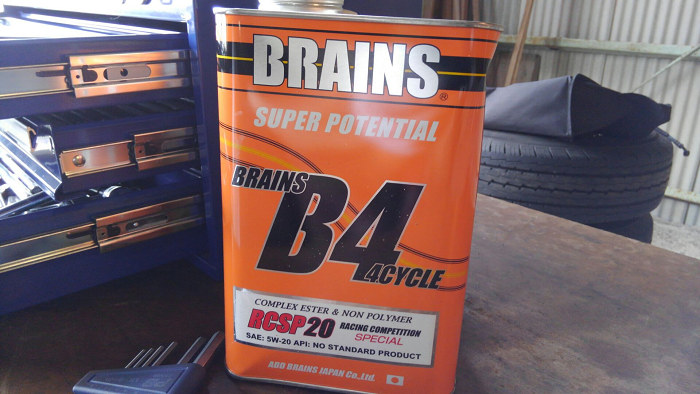 BRAINS®
SUPER POTENTIAL
BRAINS
B4
4CYCLE
COMPLEX ESTER & NON POLYMER
RCSP20 RACING COMPETITION SPECIAL
SAE: 5W-20 API: NO STANDARD PRODUCT
ABO BRAINS JAPAN Co.,Ltd.